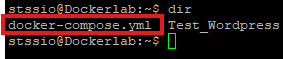 stssio@Dockerlab:~$ dir
docker-compose.yml  Test_Wordpress
stssio@Dockerlab:~$